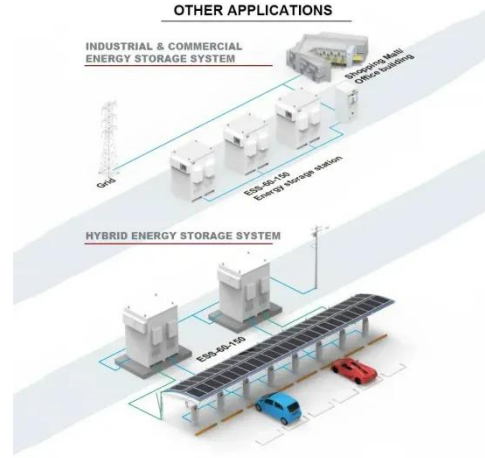 OTHER APPLICATIONS
INDUSTRIAL & COMMERCIAL
ENERGY STORAGE SYSTEM
Shopping Mall/
Office building
Grid
ESS-60-150
Energy storage station
HYBRID ENERGY STORAGE SYSTEM
ESS-60-150